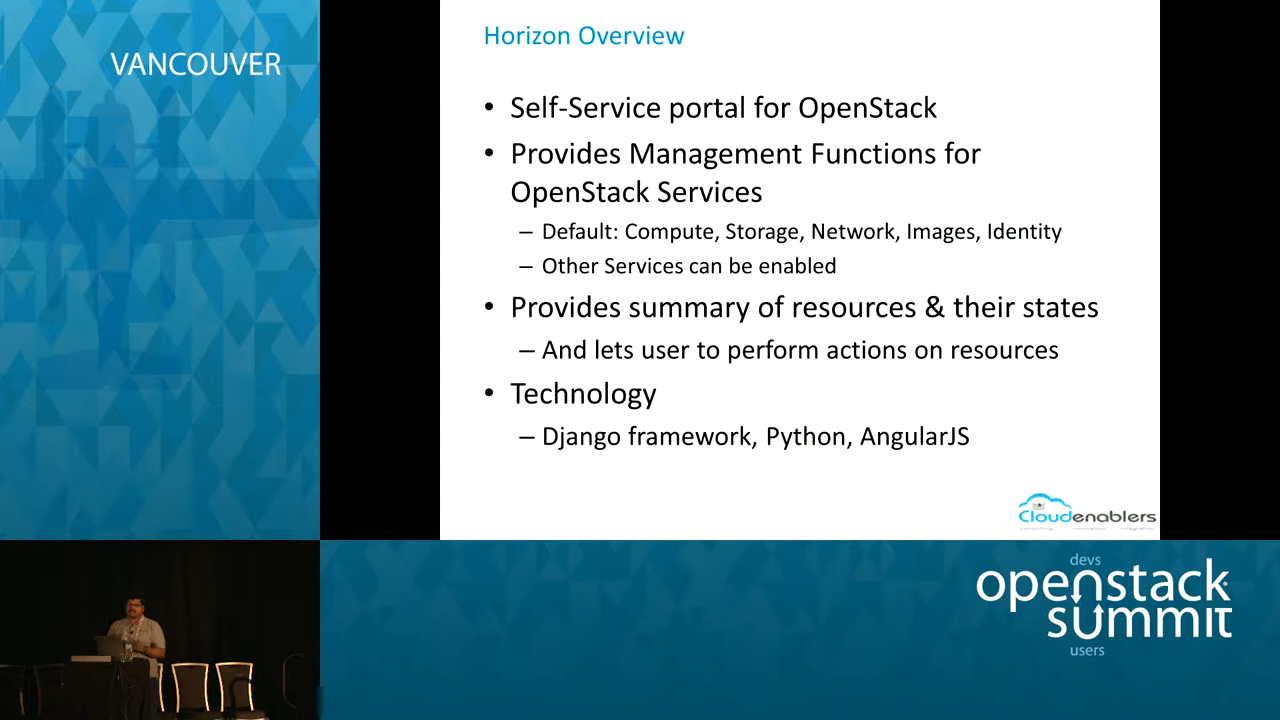 VANCOUVER
Horizon Overview
• Self-Service portal for OpenStack
• Provides Management Functions for
OpenStack Services
– Default: Compute, Storage, Network, Images, Identity
– Other Services can be enabled
• Provides summary of resources & their states
– And lets user to perform actions on resources
• Technology
– Django framework, Python, AngularJS
Cloudenablers
devs
openstack
summit
users